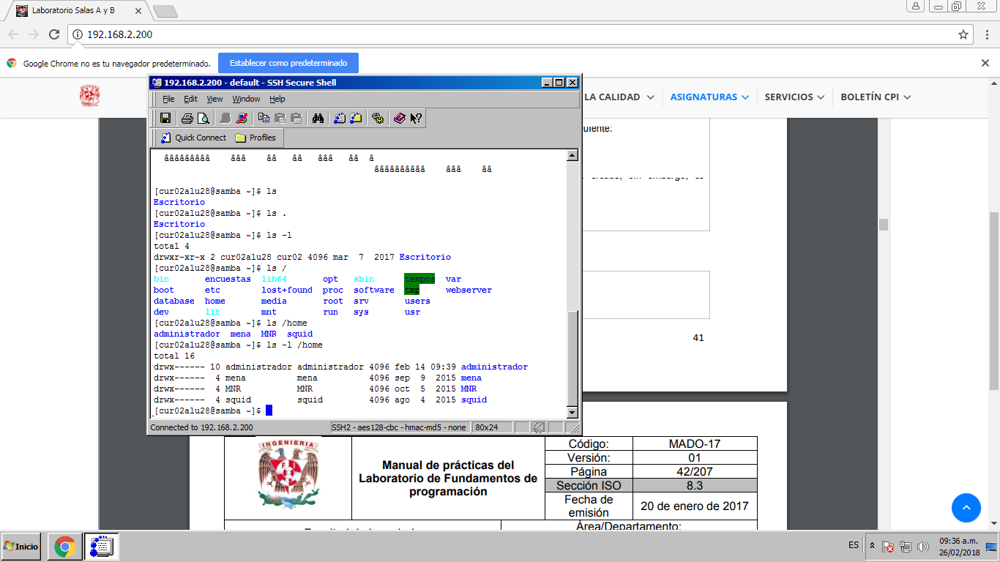 Laboratorio Salas A y B
192.168.2.200
Google Chrome no es tu navegador predeterminado. Establecer como predeterminado
192.168.2.200 - default - SSH Secure Shell
File Edit View Window Help
Quick Connect Profiles
LA CALIDAD ASIGNATURAS SERVICIOS BOLETÍN CPI
âââââââââ âââ ââ ââ âââ ââ â
ââââââââââ âââ ââ
[cur02alu28@samba ~]$ ls
Escritorio
[cur02alu28@samba ~]$ ls .
Escritorio
[cur02alu28@samba ~]$ ls -l
total 4
drwxr-xr-x 2 cur02alu28 cur02 4096 mar 7 2017 Escritorio
[cur02alu28@samba ~]$ ls /
bin encuestas lib64 opt sbin tempos var
boot etc lost+found proc software tmp webserver
database home media root srv users
dev lib mnt run sys usr
[cur02alu28@samba ~]$ ls /home
administrador mena MNR squid
[cur02alu28@samba ~]$ ls -l /home
total 16
drwx------ 10 administrador administrador 4096 feb 14 09:39 administrador
drwx------ 4 mena mena 4096 sep 9 2015 mena
drwx------ 4 MNR MNR 4096 oct 5 2015 MNR
drwx------ 4 squid squid 4096 ago 4 2015 squid
[cur02alu28@samba ~]$
Connected to 192.168.2.200 SSH2 - aes128-cbc - hmac-md5 - none 80x24
41
INGENIERIA
F I
Manual de prácticas del
Laboratorio de Fundamentos de
programación
Código: MADO-17
Versión: 01
Página 42/207
Sección ISO 8.3
Fecha de
emisión 20 de enero de 2017
Área/Departamento:
Inicio
ES
09:36 a.m.
26/02/2018